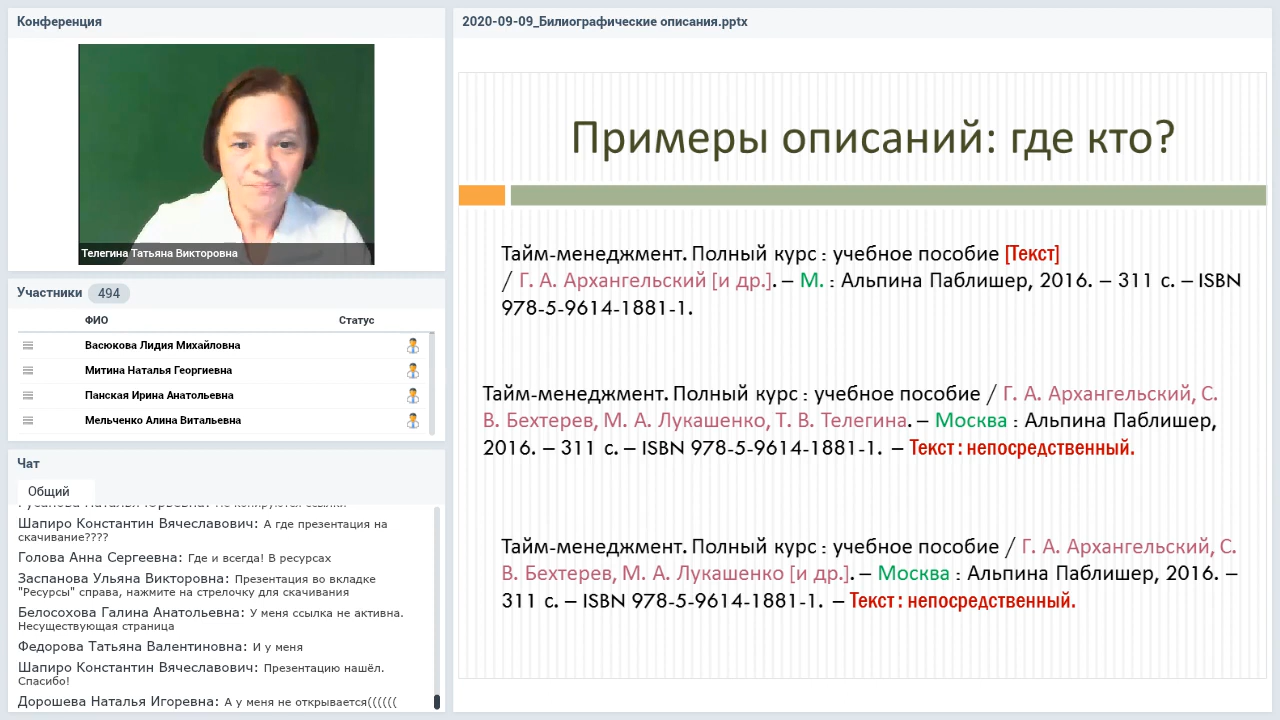 Конференция
Телегина Татьяна Викторовна
Участники 494
ФИО Статус
Васюкова Лидия Михайловна
Митина Наталья Георгиевна
Панская Ирина Анатольевна
Мельченко Алина Витальевна
Чат
Общий
Шапиро Константин Вячеславович: А где презентация на
скачивание????
Голова Анна Сергеевна: Где и всегда! В ресурсах
Заспанова Ульяна Викторовна: Презентация во вкладке
"Ресурсы" справа, нажмите на стрелочку для скачивания
Белосохова Галина Анатольевна: У меня ссылка не активна.
Несуществующая страница
Федорова Татьяна Валентиновна: И у меня
Шапиро Константин Вячеславович: Презентацию нашёл.
Спасибо!
Дорошева Наталья Игоревна: А у меня не открывается((((((
2020-09-09_Билиографические описания.pptx
Примеры описаний: где кто?
Тайм-менеджмент. Полный курс : учебное пособие [Текст]
/ Г. А. Архангельский [и др.]. – М. : Альпина Паблишер, 2016. – 311 с. – ISBN
978-5-9614-1881-1.
Тайм-менеджмент. Полный курс : учебное пособие / Г. А. Архангельский, С.
В. Бехтерев, М. А. Лукашенко, Т. В. Телегина. – Москва : Альпина Паблишер,
2016. – 311 с. – ISBN 978-5-9614-1881-1. – Текст : непосредственный.
Тайм-менеджмент. Полный курс : учебное пособие / Г. А. Архангельский, С.
В. Бехтерев, М. А. Лукашенко [и др.]. – Москва : Альпина Паблишер, 2016. –
311 с. – ISBN 978-5-9614-1881-1. – Текст : непосредственный.